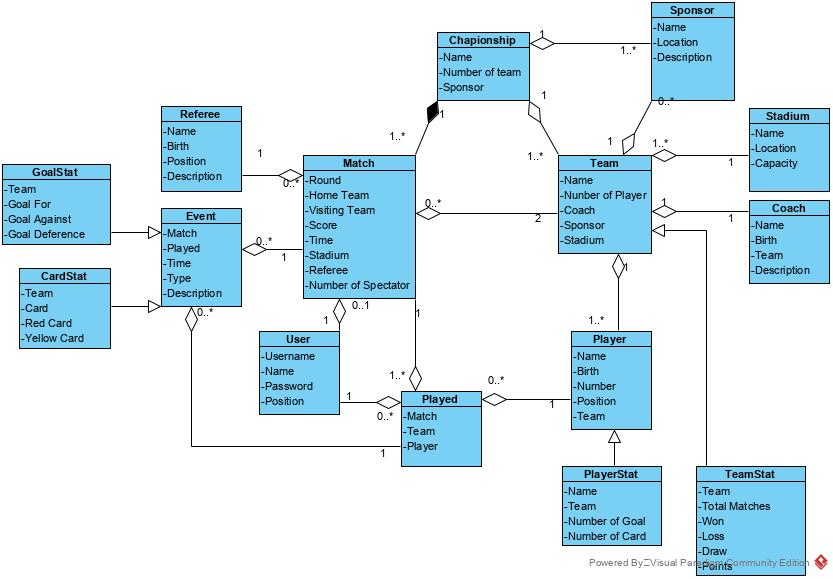 Sponsor
-Name
-Location
-Description
Chapionship
-Name
-Number of team
-Sponsor
1
1..*
1
1..*
1
1..*
0..*
1
Referee
-Name
-Birth
-Position
-Description
1
0..*
Stadium
-Name
-Location
-Capacity
1..*
1
Match
-Round
-Home Team
-Visiting Team
-Score
-Time
-Stadium
-Referee
-Number of Spectator
Team
-Name
-Nunber of Player
-Coach
-Sponsor
-Stadium
GoalStat
-Team
-Goal For
-Goal Against
-Goal Deference
Event
-Match
-Played
-Time
-Type
-Description
Coach
-Name
-Birth
-Team
-Description
1
1
0..*
2
0..*
1
CardStat
-Team
-Card
-Red Card
-Yellow Card
0..*
0..1
1
1
1..*
1
1..*
User
-Username
-Name
-Password
-Position
Player
-Name
-Birth
-Number
-Position
-Team
Played
-Match
-Team
-Player
1
0..*
0..*
1
1
PlayerStat
-Name
-Team
-Number of Goal
-Number of Card
TeamStat
-Team
-Total Matches
-Won
-Loss
-Draw
-Points
Powered By Visual Paradigm Community Edition